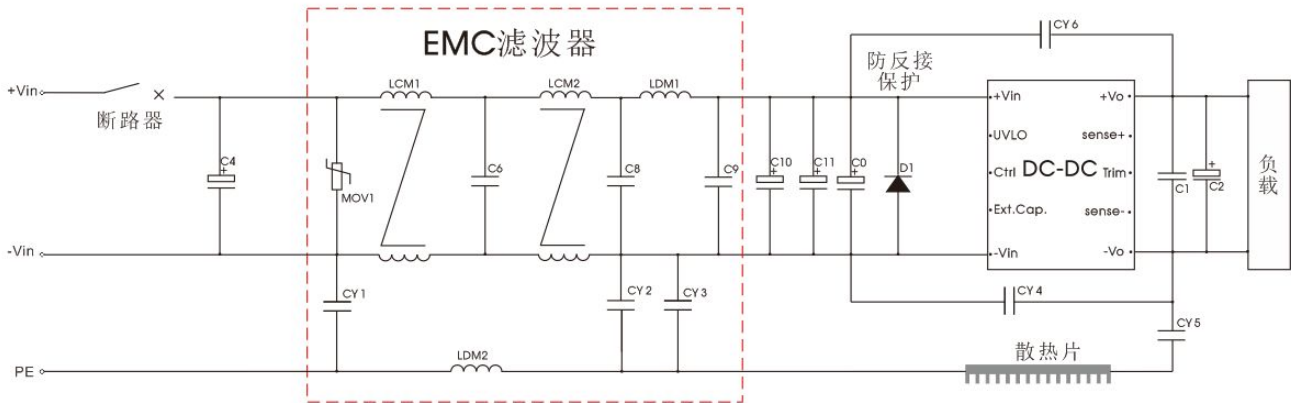 EMC滤波器
CY6
防反接
保护
LCM1
LCM2
LDM1
+Vin
断路器
+Vin
+Vo
UVLO
sense+
C4
MOV1
C6
C8
C9
C10
C11
C0
D1
Ctrl
DC-DC
Trim
C1
C2
负载
Ext.Cap.
sense-
-Vin
-Vin
-Vo
CY1
CY2
CY3
CY4
CY5
LDM2
散热片
PE